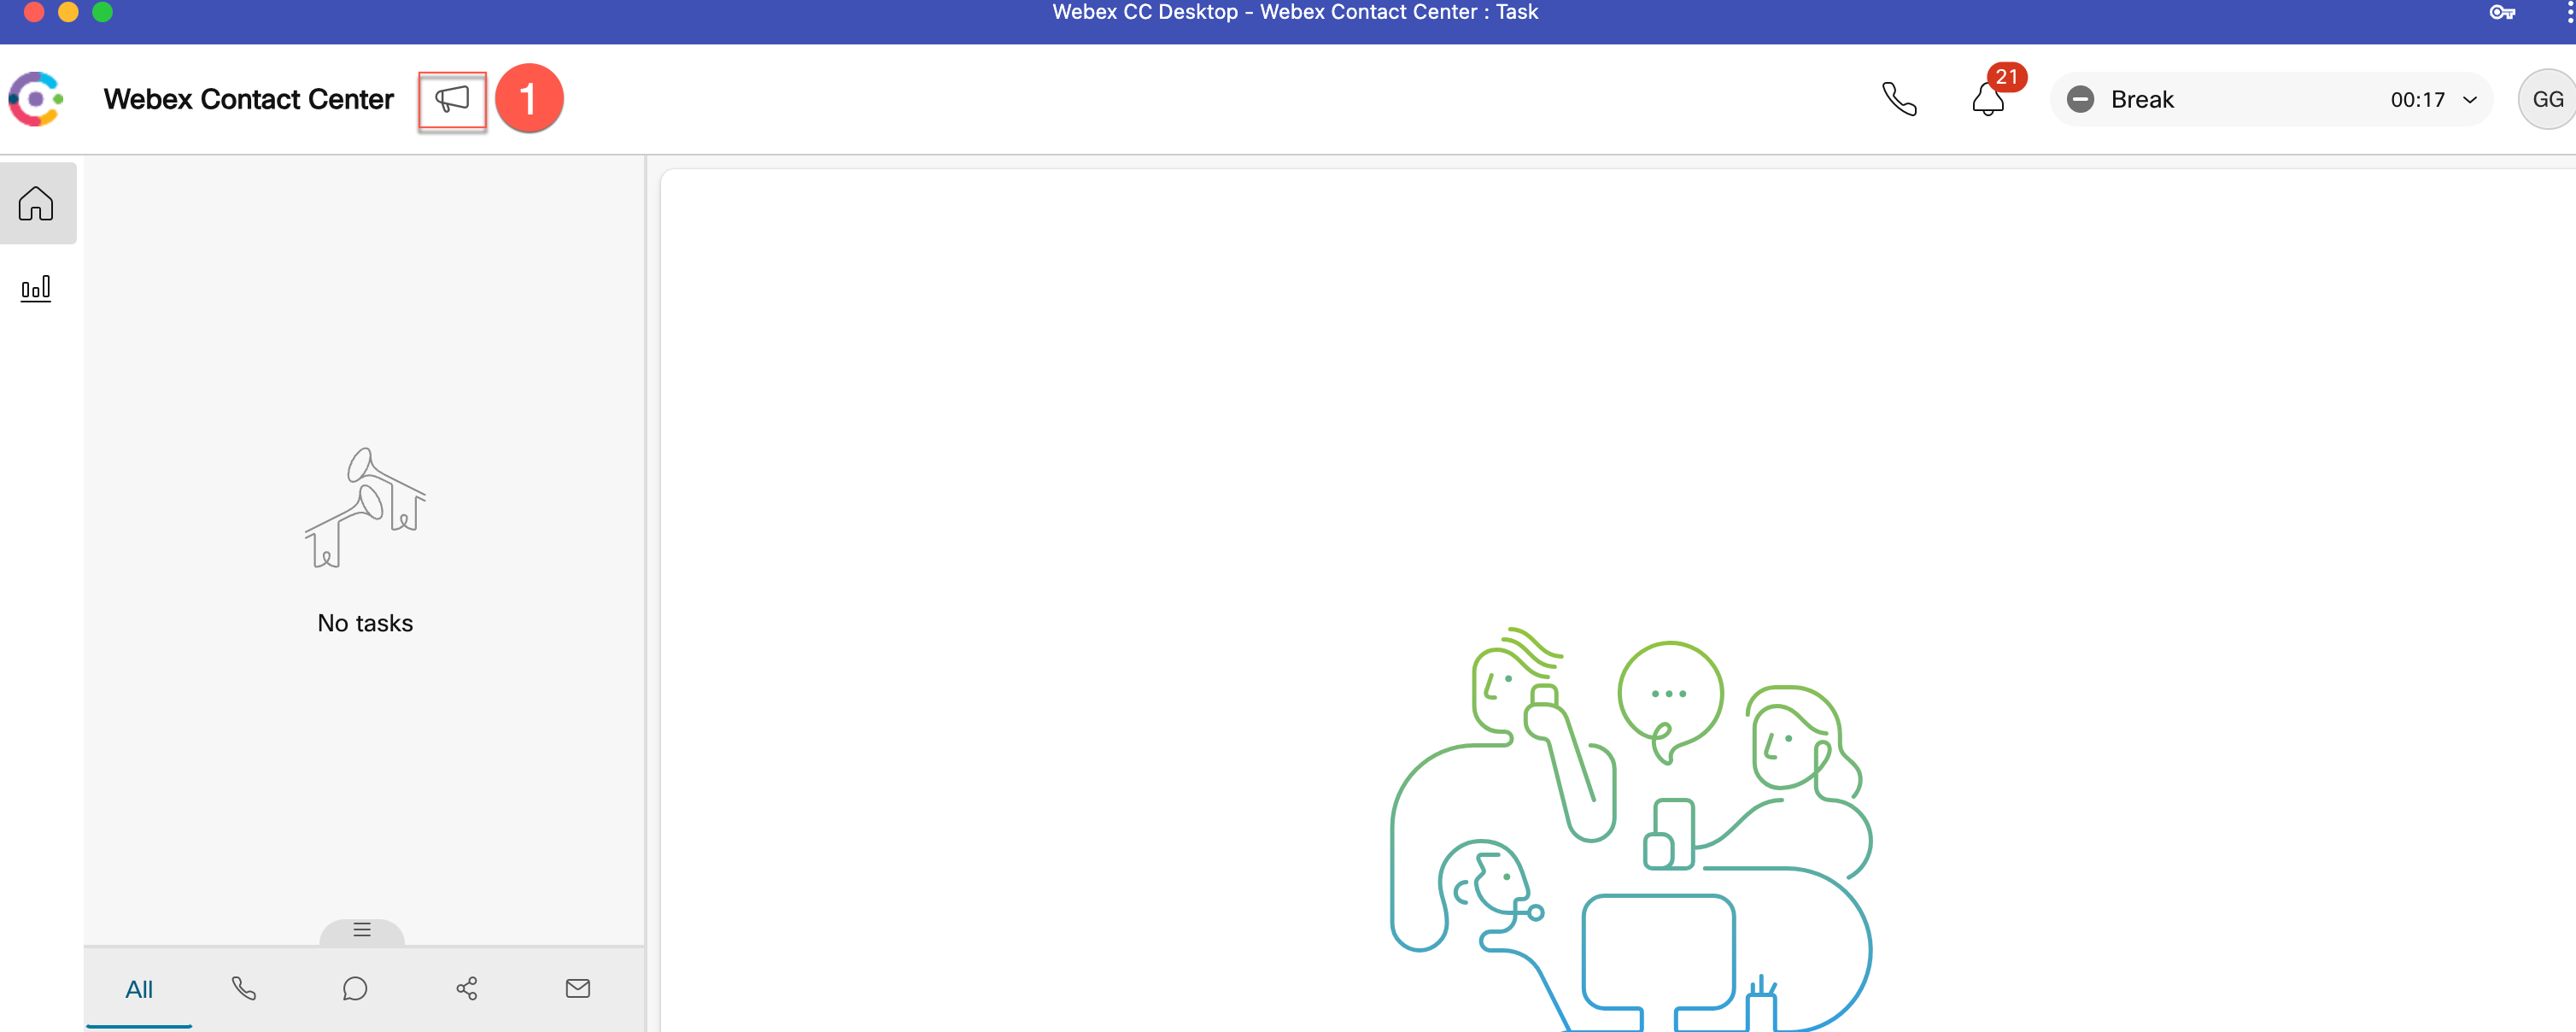 Webex CC Desktop - Webex Contact Center : Task
Webex Contact Center
1
21
Break
00:17
GG
No tasks
All